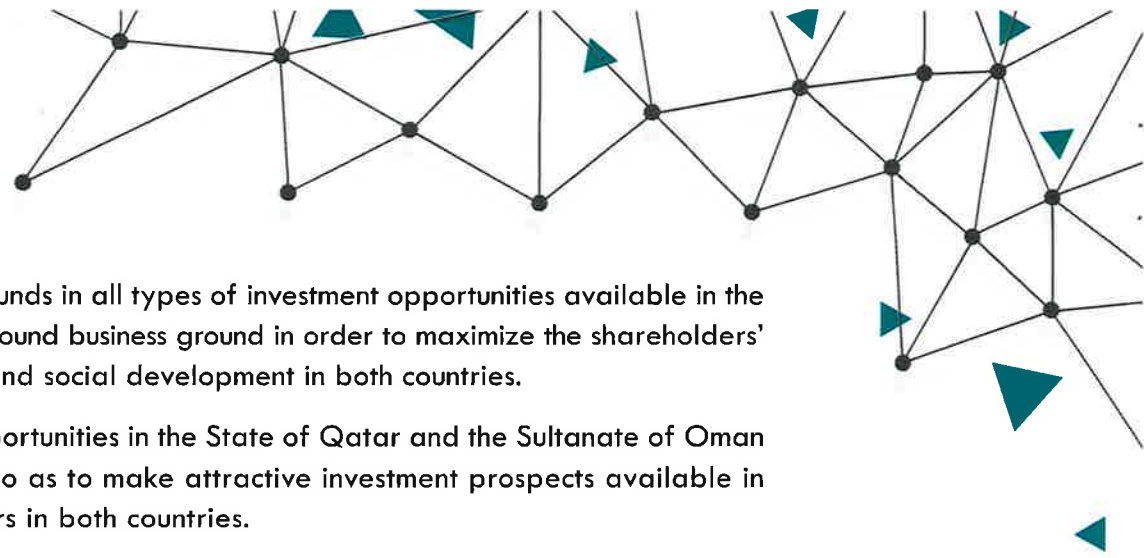 unds in all types of investment opportunities available in the
ound business ground in order to maximize the shareholders'
nd social development in both countries.
ortunities in the State of Qatar and the Sultanate of Oman
o as to make attractive investment prospects available in
rs in both countries.